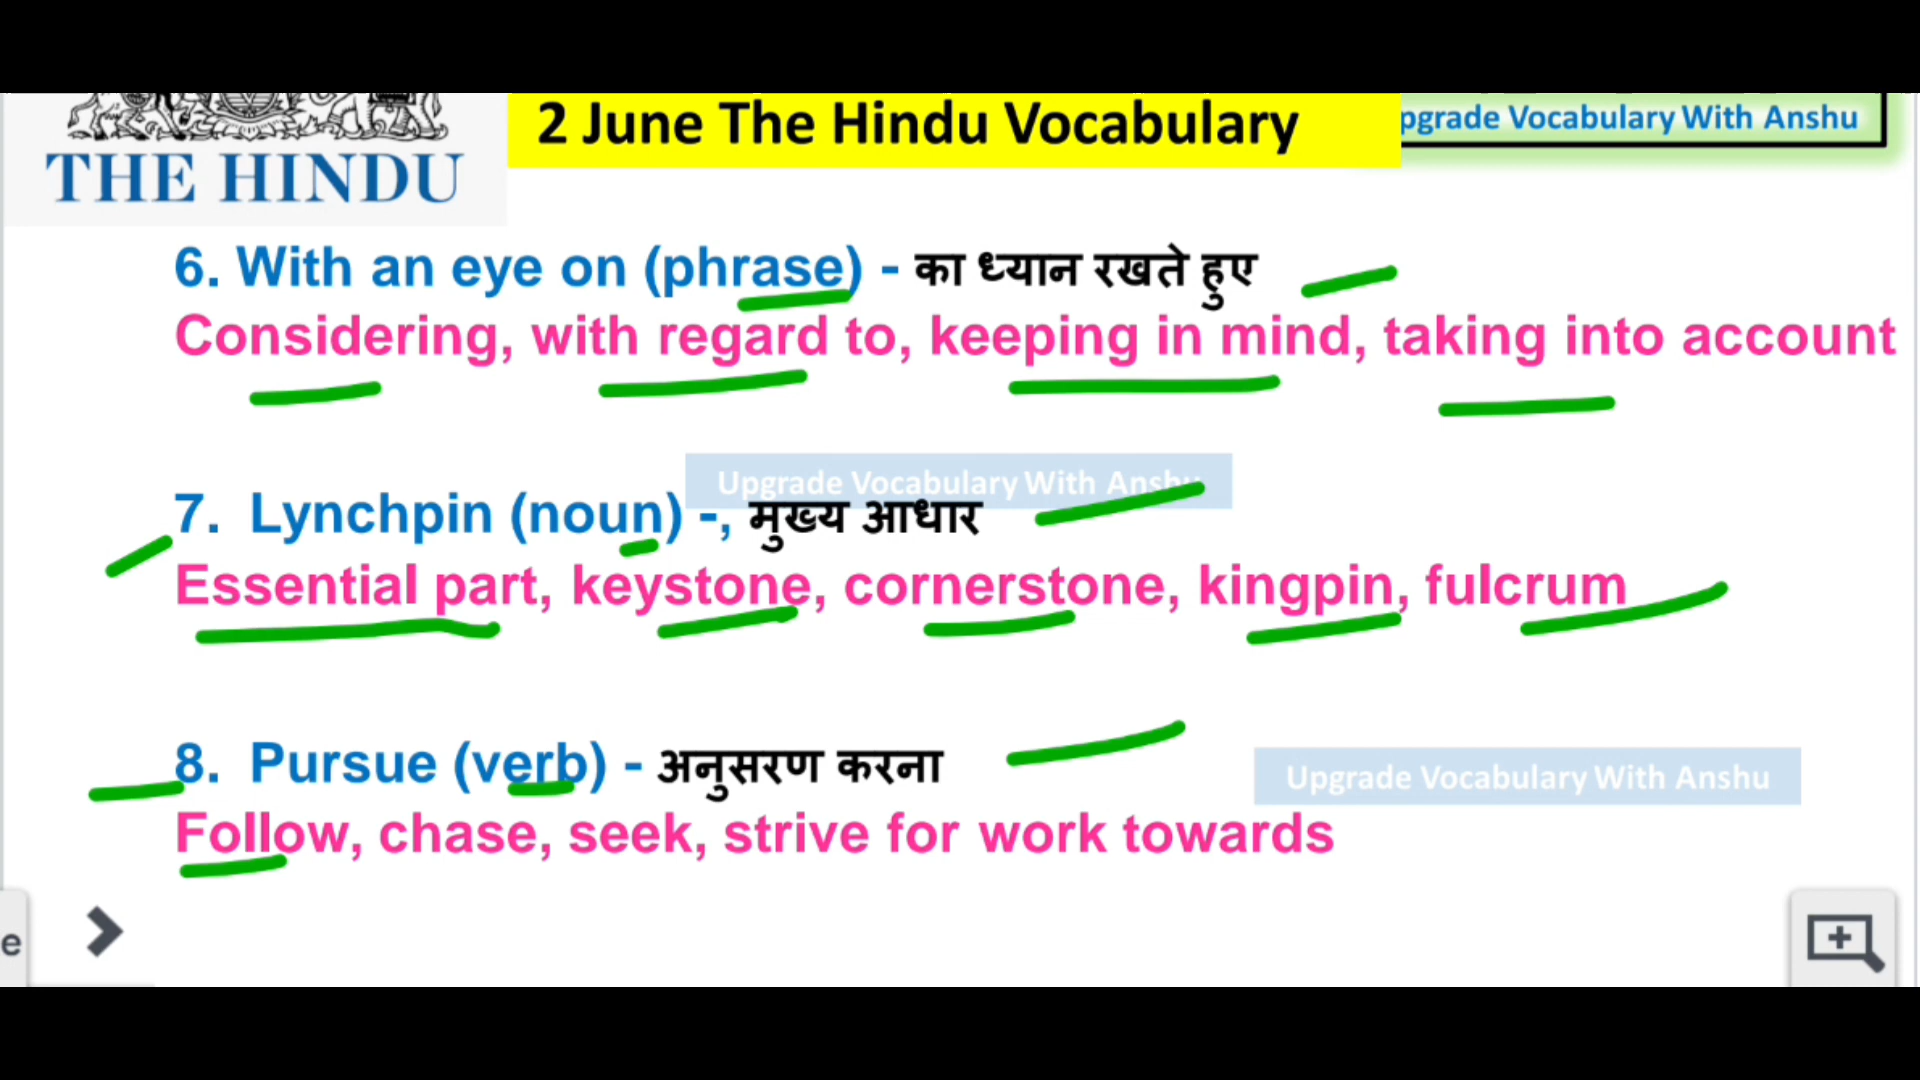 THE HINDU
2 June The Hindu Vocabulary
pgrade Vocabulary With Anshu
6. With an eye on (phrase) - का ध्यान रखते हुए
Considering, with regard to, keeping in mind, taking into account
Upgrade Vocabulary With Anshu
7. Lynchpin (noun) -, मुख्य आधार
Essential part, keystone, cornerstone, kingpin, fulcrum
8. Pursue (verb) - अनुसरण करना
Upgrade Vocabulary With Anshu
Follow, chase, seek, strive for work towards
e